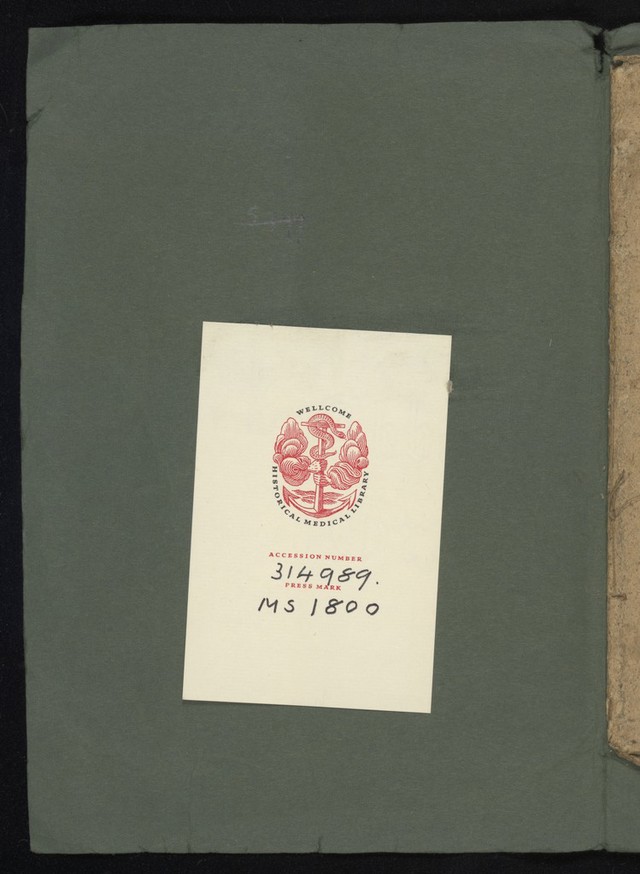 WELLCOME
HISTORICAL MEDICAL LIBRARY
ACCESSION NUMBER
314989.
PRESS MARK
MS 1800